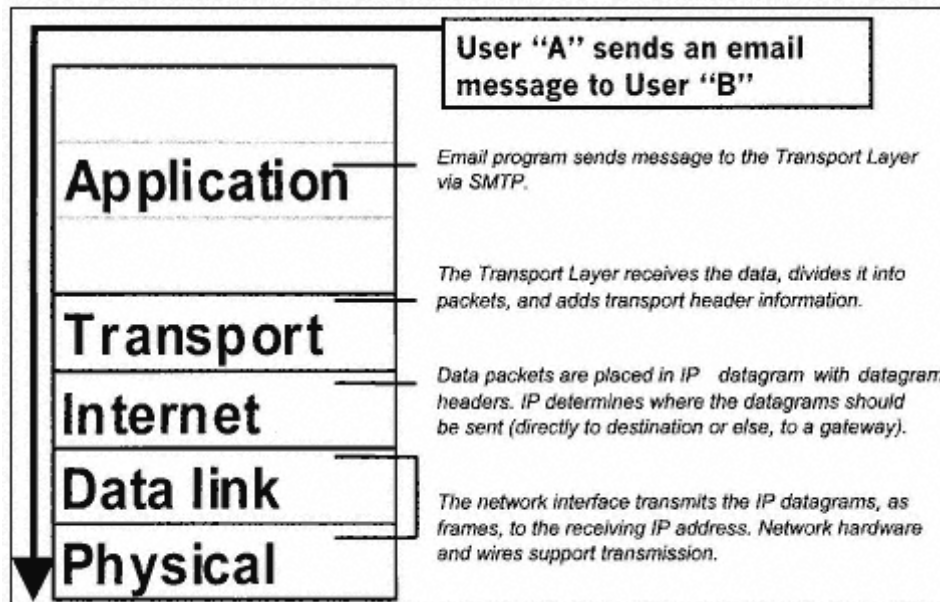 User “A” sends an email
message to User “B”
Application
Email program sends message to the Transport Layer
via SMTP.
The Transport Layer receives the data, divides it into
packets, and adds transport header information.
Transport
Data packets are placed in IP datagram with datagram
headers. IP determines where the datagrams should
be sent (directly to destination or else, to a gateway).
Internet
Data link
The network interface transmits the IP datagrams, as
frames, to the receiving IP address. Network hardware
and wires support transmission.
Physical